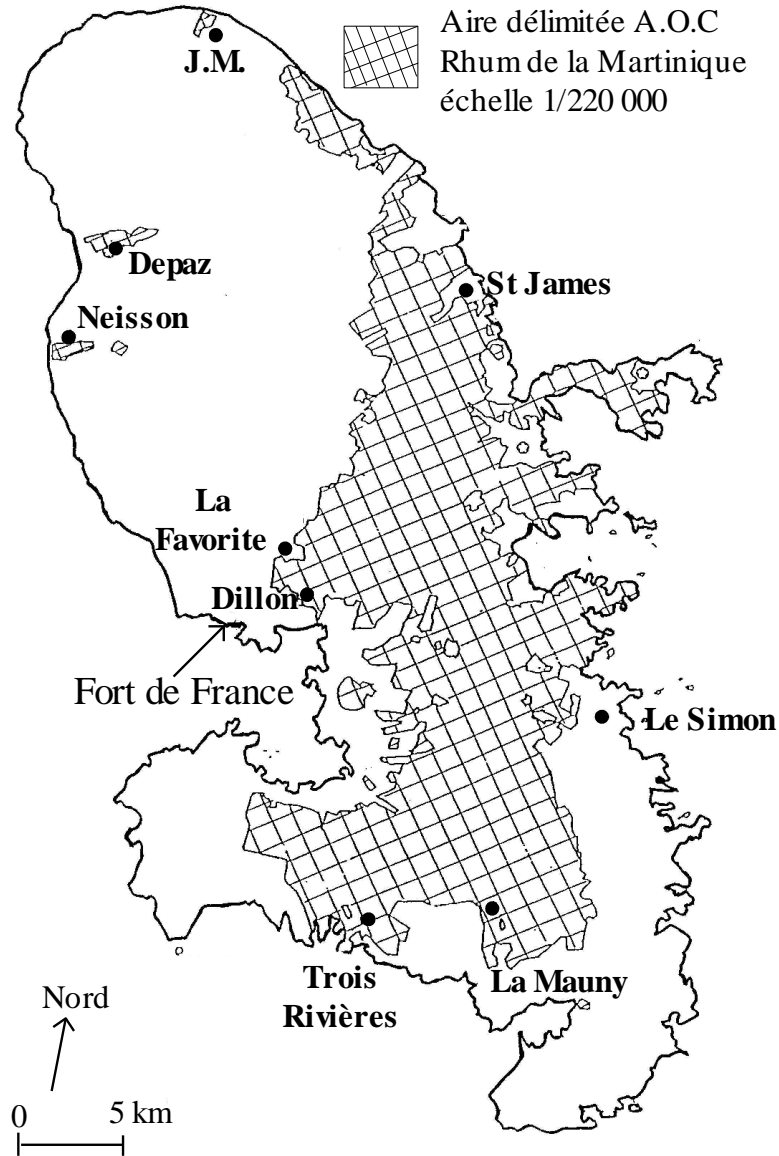 Aire délimitée A.O.C
Rhum de la Martinique
échelle 1/220 000
J.M.
Depaz
St James
Neisson
La
Favorite
Dillon
Fort de France
Le Simon
Trois
Rivières
La Mauny
Nord
0 5 km